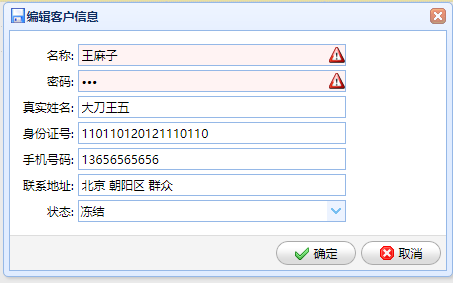 编辑客户信息
名称: 王麻子
密码: •••
真实姓名: 大刀王五
身份证号: 110110120121110110
手机号码: 13656565656
联系地址: 北京 朝阳区 群众
状态: 冻结
确定 取消